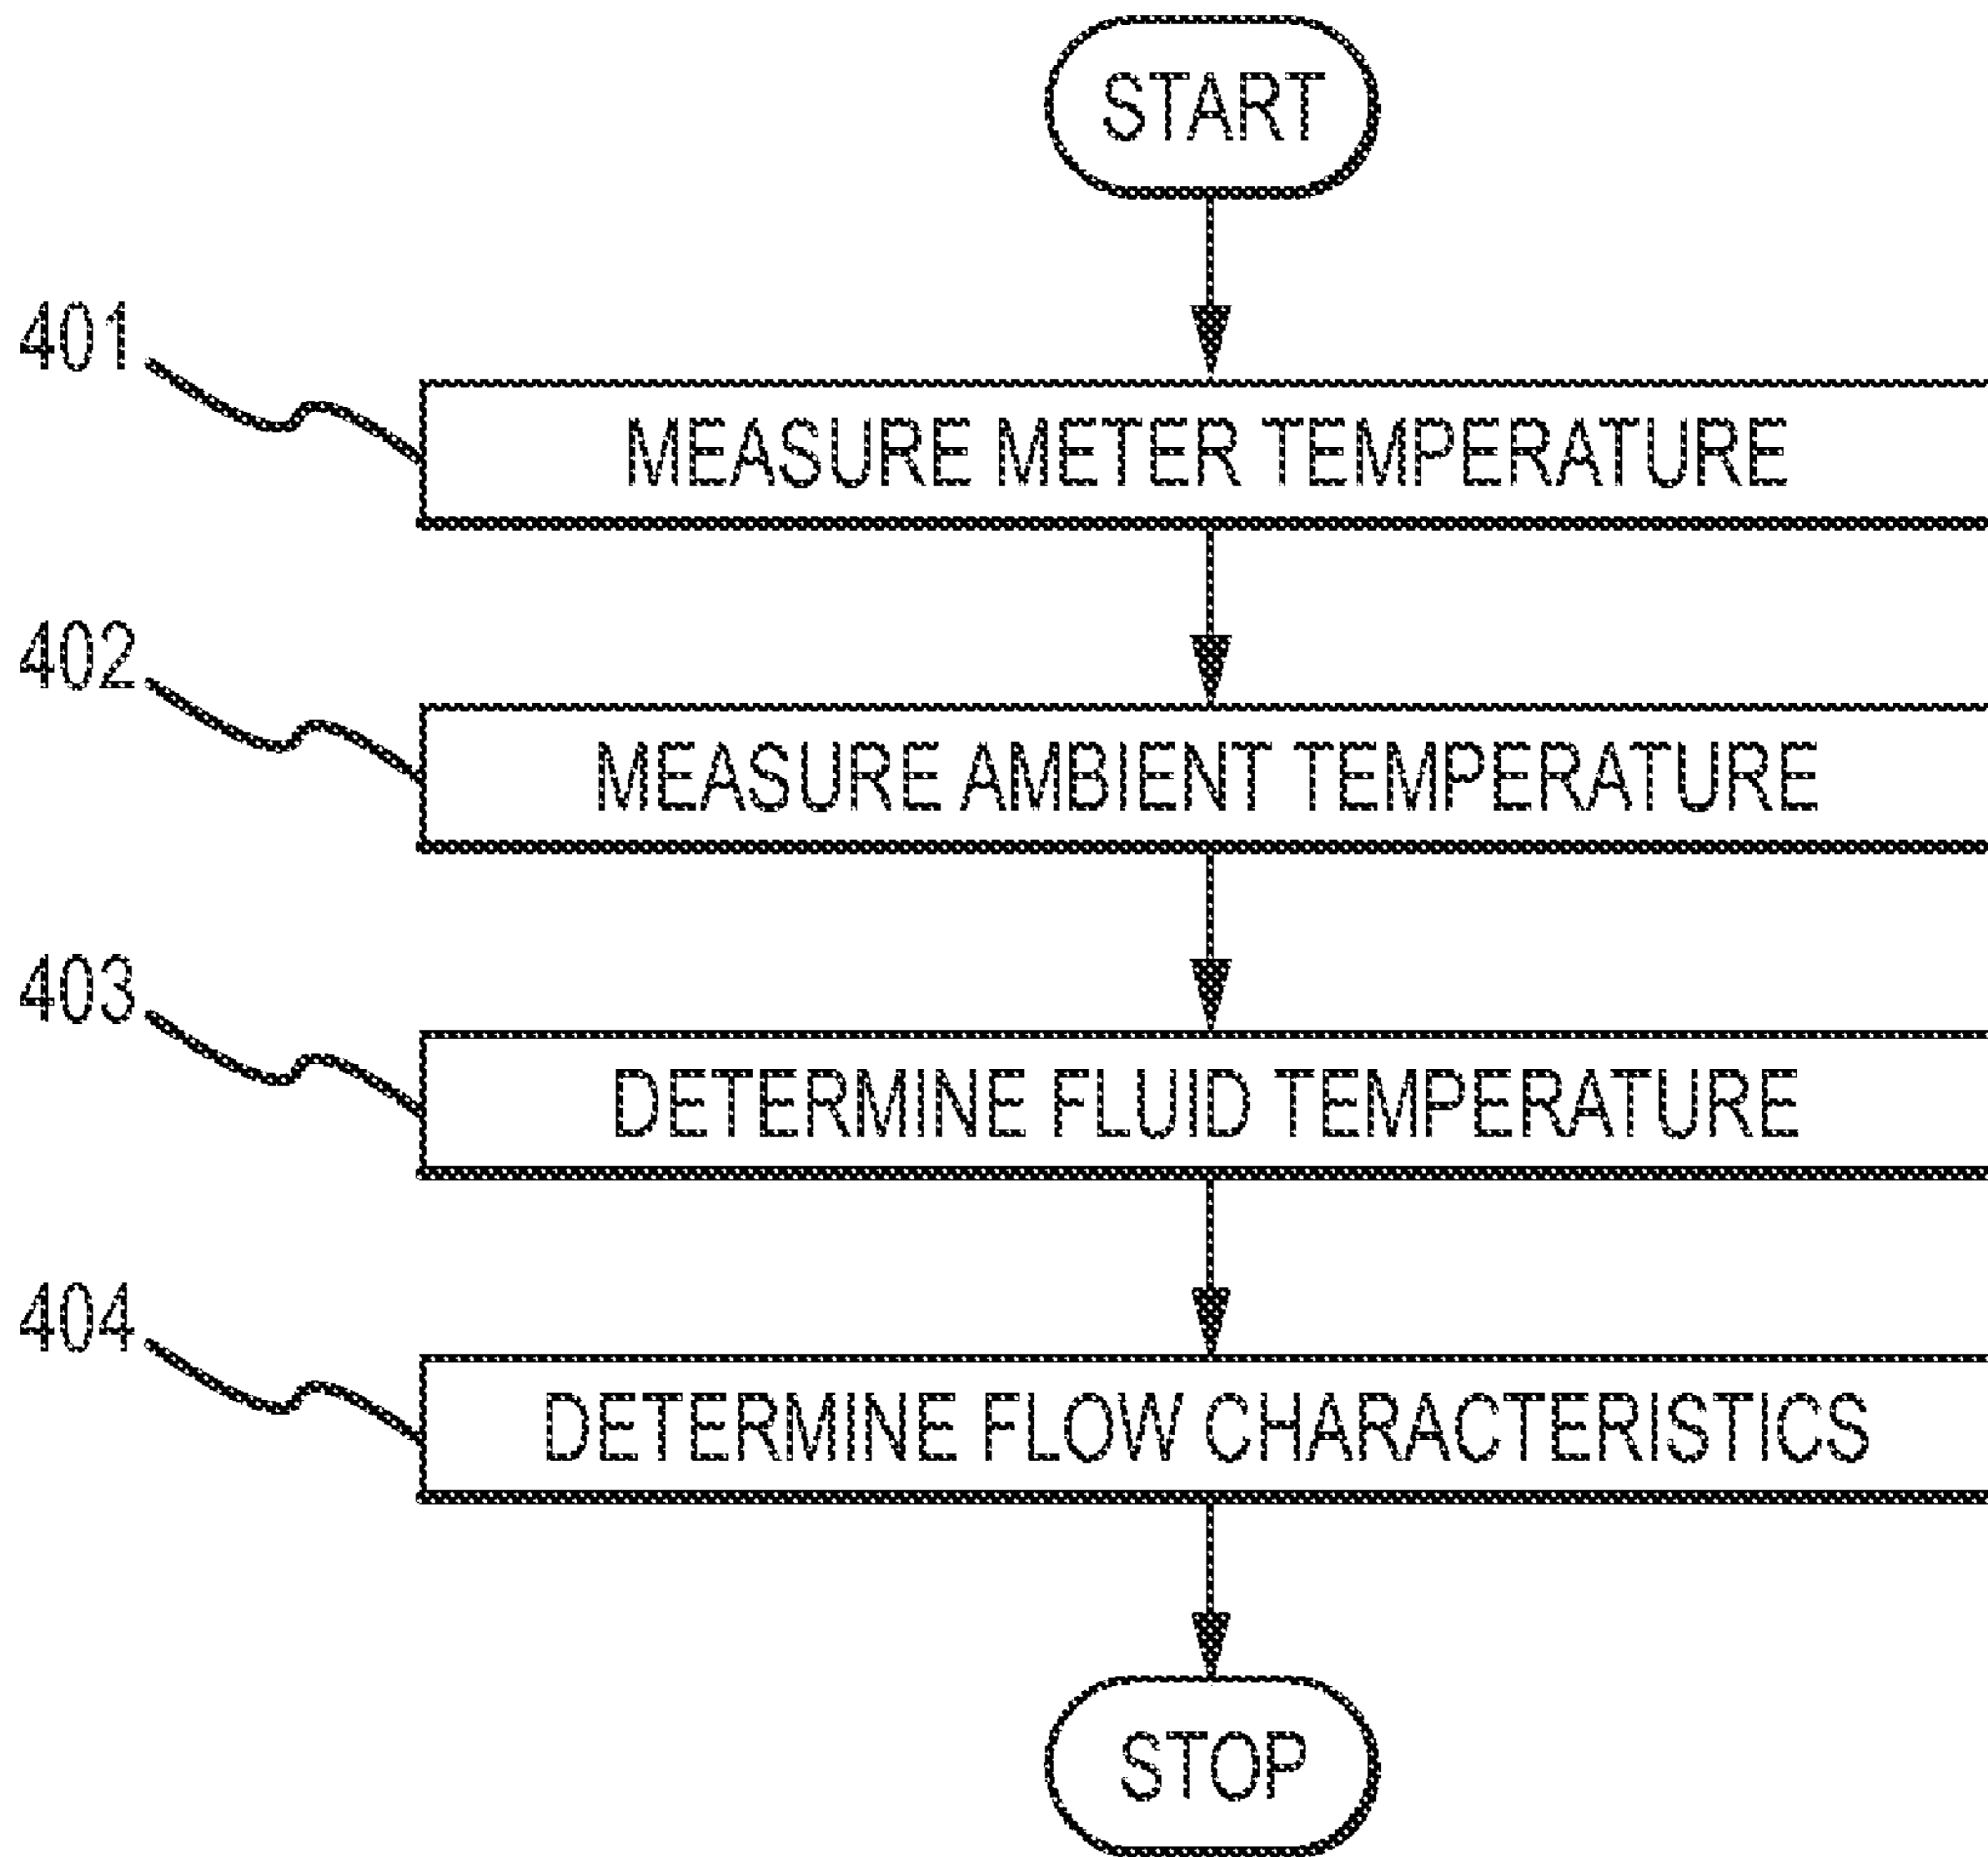 START
401
MEASURE METER TEMPERATURE
402
MEASURE AMBIENT TEMPERATURE
403
DETERMINE FLUID TEMPERATURE
404
DETERMINE FLOW CHARACTERISTICS
STOP